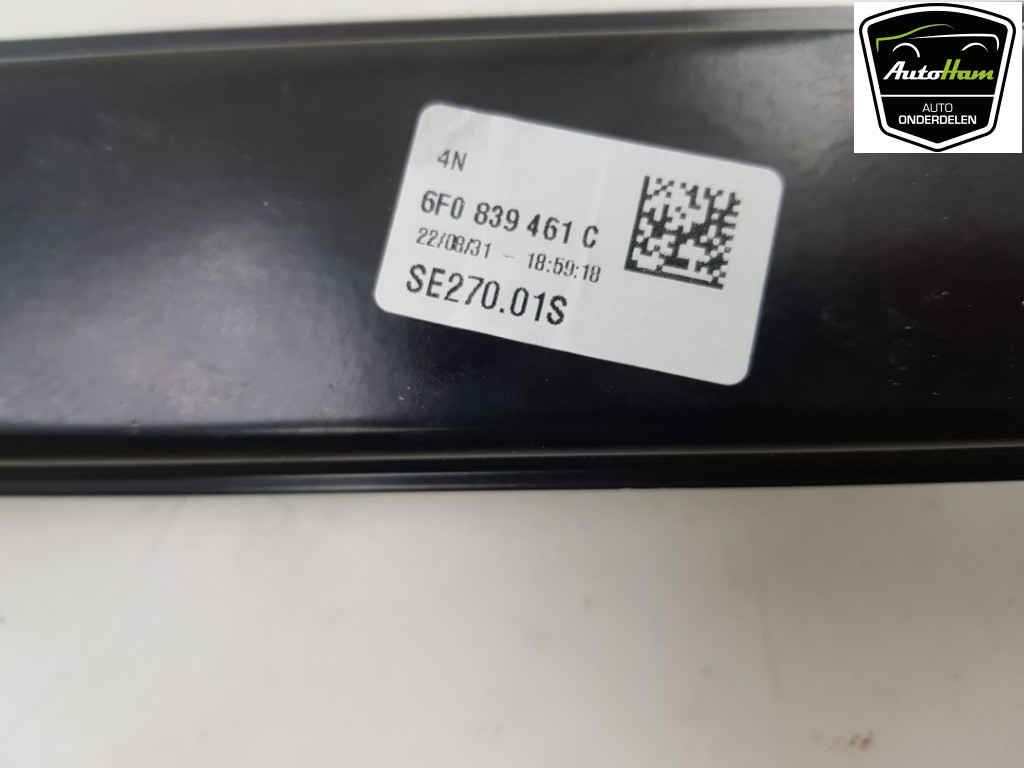 4N
6F0 839 461 C
22/08/31 - 18:59:18
SE270.01S
AutoHam
AUTO
ONDERDELEN